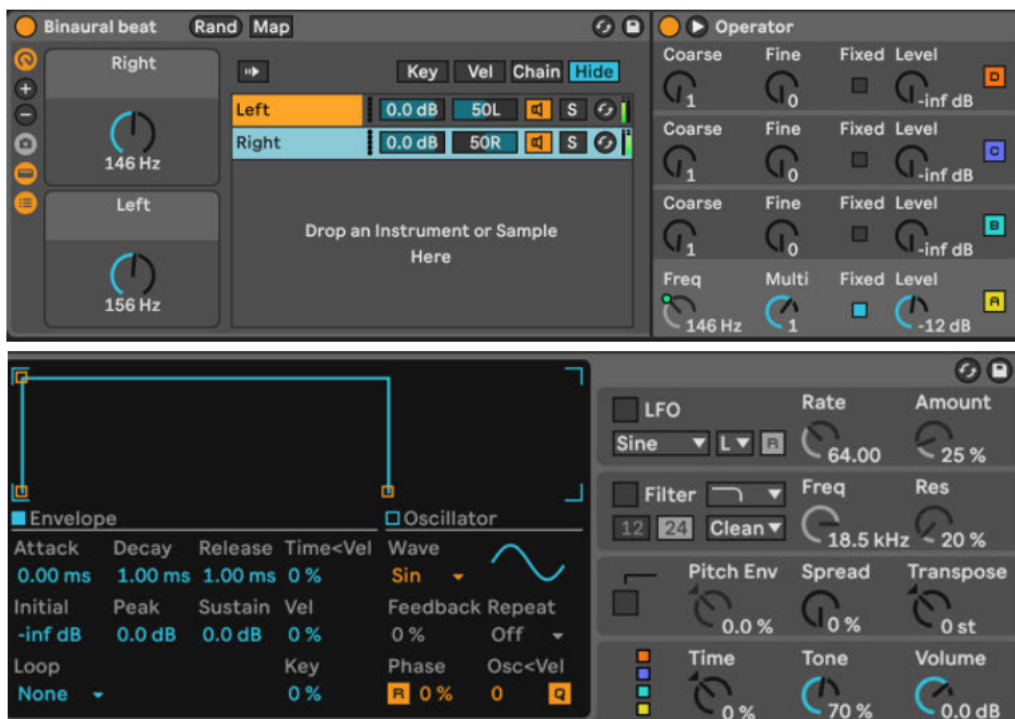 Binaural beat Rand Map
Right
146 Hz
Left
156 Hz
Key Vel Chain Hide
Left 0.0 dB 50L S
Right 0.0 dB 50R S
Drop an Instrument or Sample
Here
Operator
Coarse Fine Fixed Level
1 0 -inf dB D
Coarse Fine Fixed Level
1 0 -inf dB C
Coarse Fine Fixed Level
1 0 -inf dB B
Freq Multi Fixed Level
146 Hz 1 -12 dB A
Envelope
Attack Decay Release Time<Vel
0.00 ms 1.00 ms 1.00 ms 0 %
Initial Peak Sustain Vel
-inf dB 0.0 dB 0.0 dB 0 %
Loop Key
None 0 %
Oscillator
Wave
Sin
Feedback Repeat
0 % Off
Phase Osc<Vel
R 0 % 0 Q
LFO Rate Amount
Sine L R 64.00 25 %
Filter Freq Res
12 24 Clean 18.5 kHz 20 %
Pitch Env Spread Transpose
0.0 % 0 % 0 st
Time Tone Volume
0 % 70 % 0.0 dB